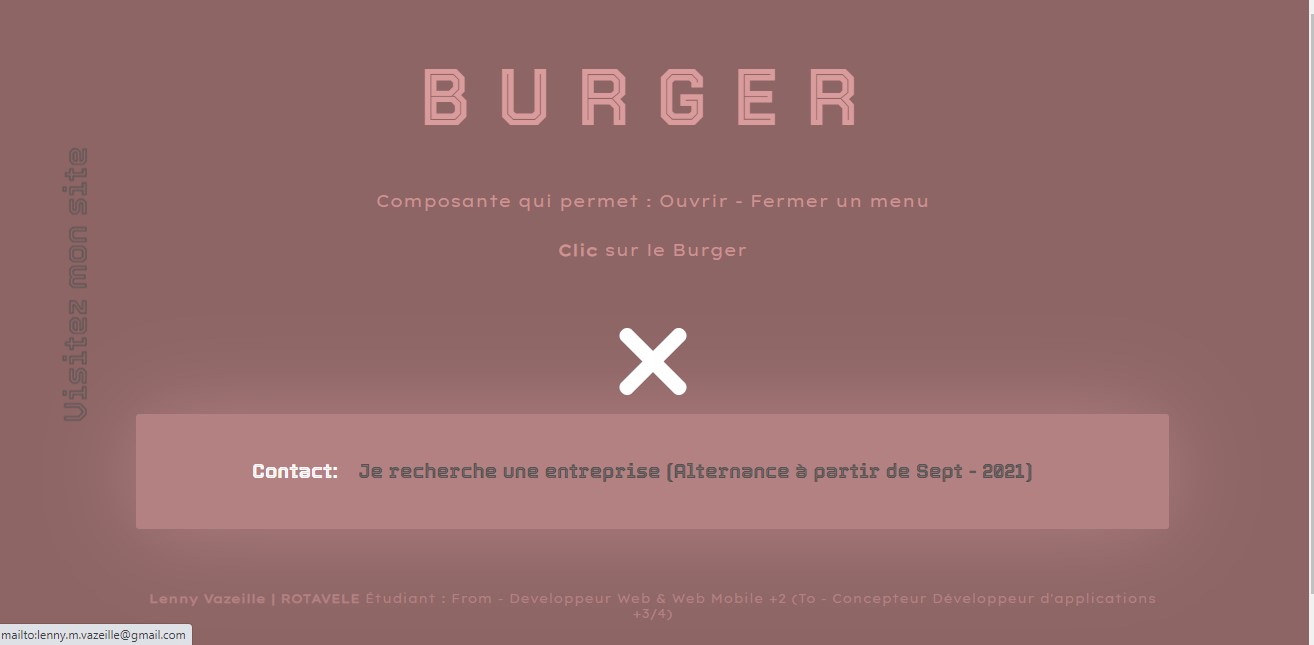 BURGER
Visitez mon site
Composante qui permet : Ouvrir - Fermer un menu
Clic sur le Burger
Contact: Je recherche une entreprise (Alternance à partir de Sept - 2021)
Lenny Vazeille | ROTAVELE Étudiant : From - Developpeur Web & Web Mobile +2 (To - Concepteur Développeur d'applications
+3/4)
mailto:lenny.m.vazeille@gmail.com